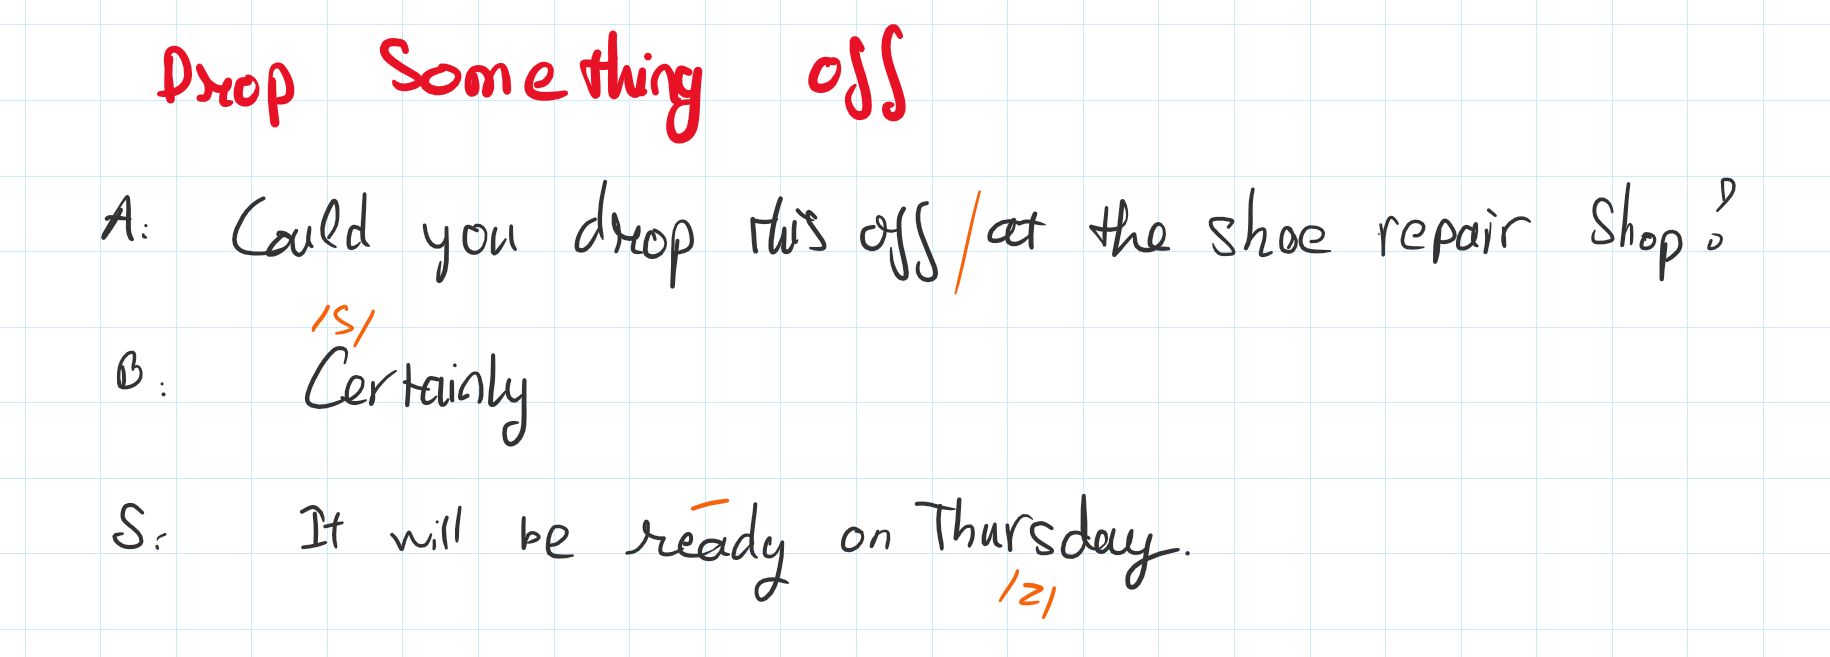 Drop Something off
A: Could you drop this off / at the shoe repair shop?
/s/
B: Certainly
S: It will be ready on Thursday.
/z/